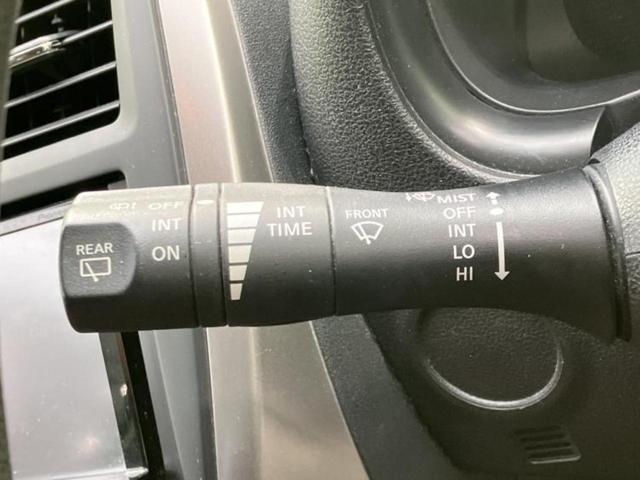 REAR
OFF
INT
ON
INT
TIME
FRONT
MIST
OFF
INT
LO
HI